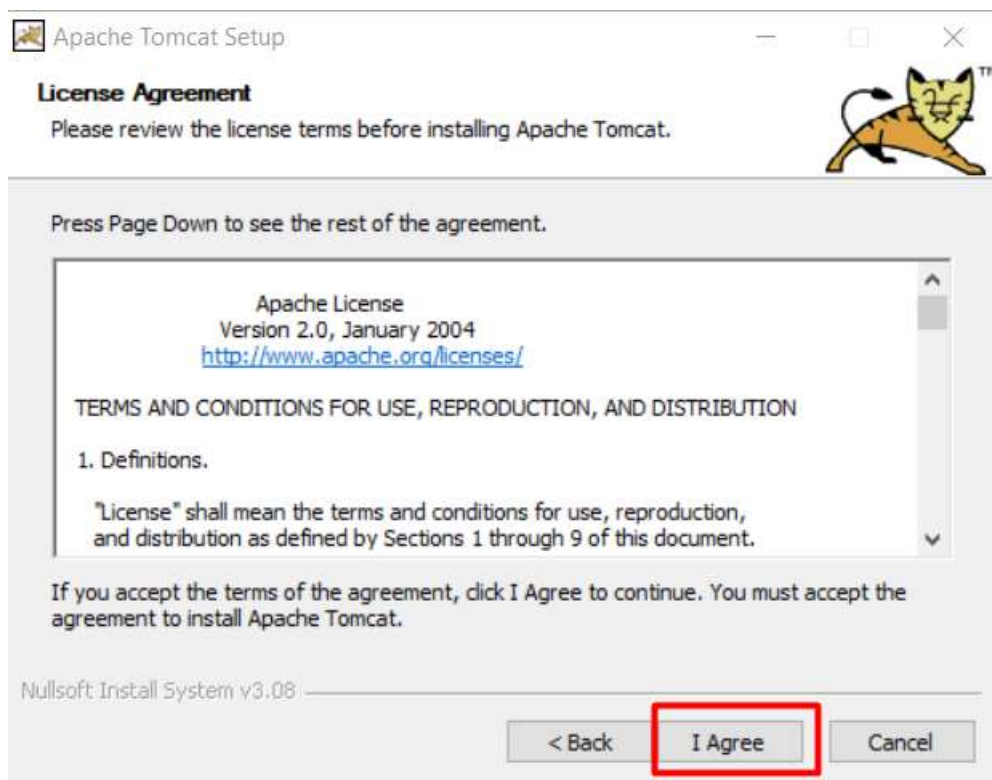 Apache Tomcat Setup
License Agreement
Please review the license terms before installing Apache Tomcat.
TM
Press Page Down to see the rest of the agreement.
Apache License
Version 2.0, January 2004
http://www.apache.org/licenses/
TERMS AND CONDITIONS FOR USE, REPRODUCTION, AND DISTRIBUTION
1. Definitions.
"License" shall mean the terms and conditions for use, reproduction,
and distribution as defined by Sections 1 through 9 of this document.
If you accept the terms of the agreement, click I Agree to continue. You must accept the
agreement to install Apache Tomcat.
Nullsoft Install System v3.08
< Back I Agree Cancel